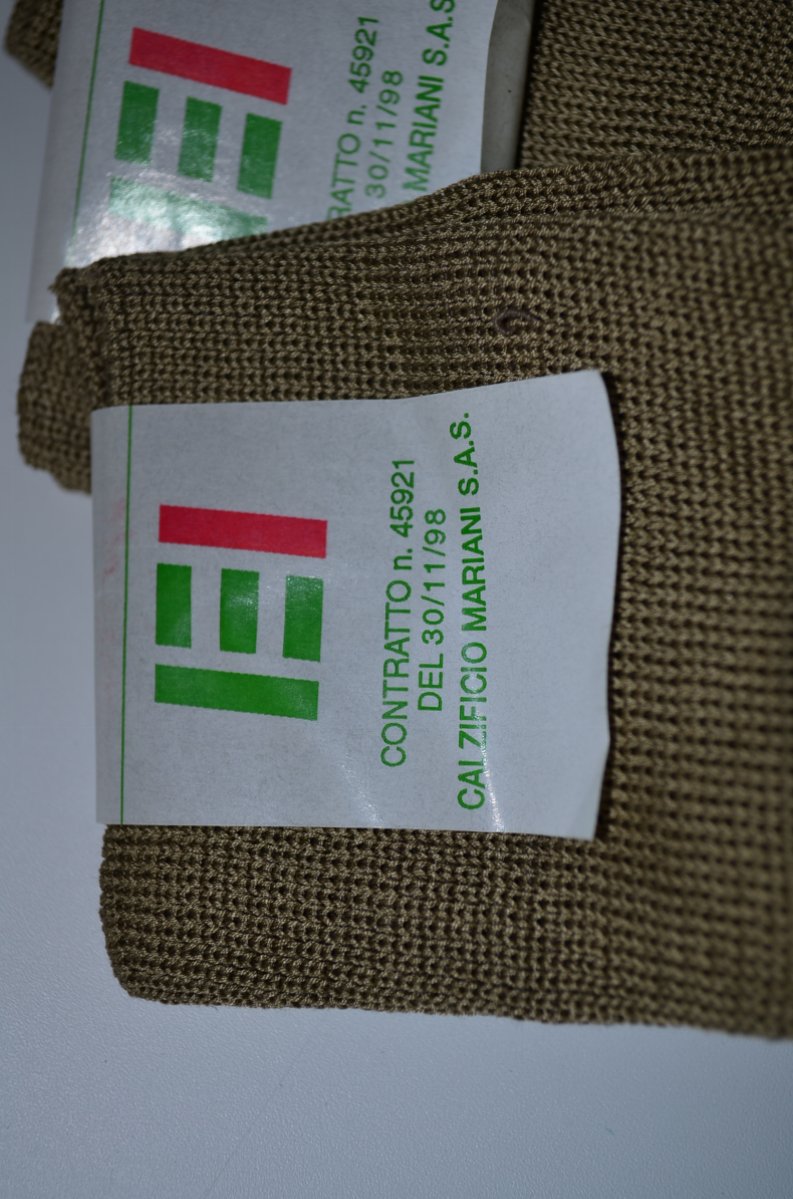 RATTO n. 45921
30/11/98
MARIANI S.A.S
CONTRATTO n. 45921
DEL 30/11/98
CALZIFICIO MARIANI S.A.S.